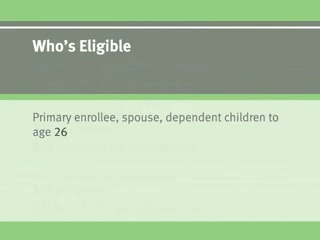 Who's Eligible
Primary enrollee, spouse, dependent children to
age 26